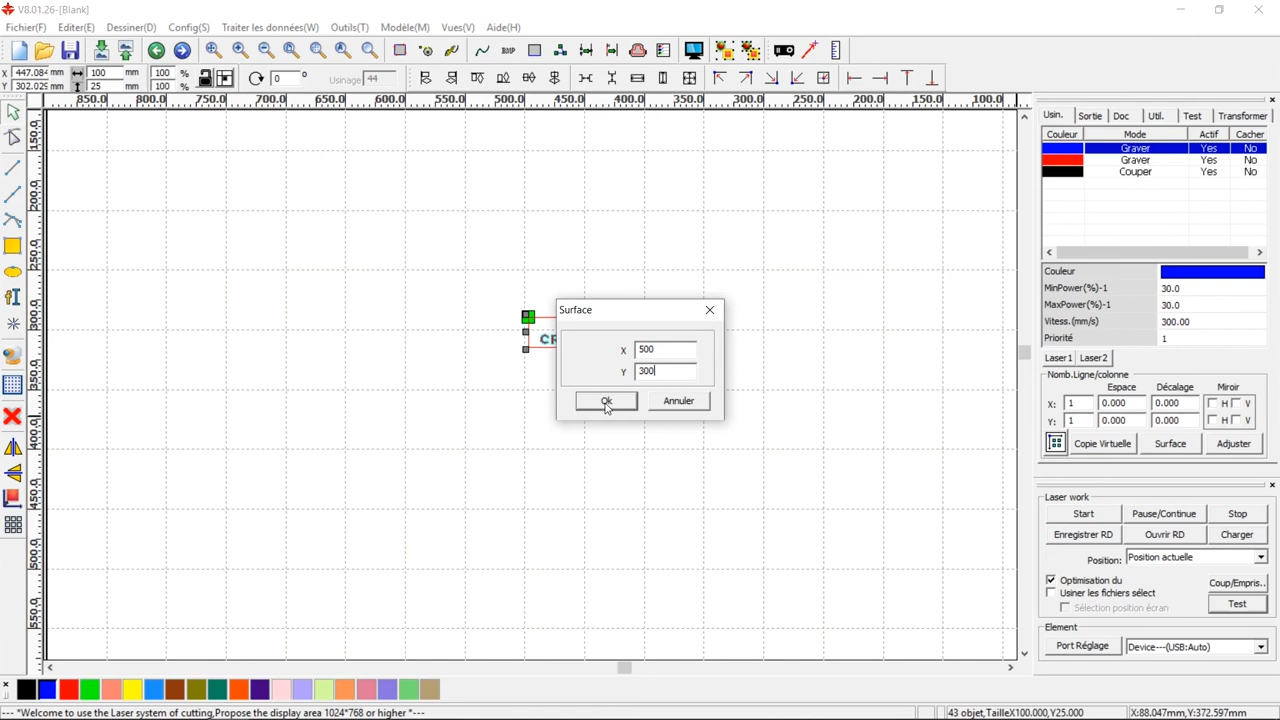 V8.01.26-[Blank]
Fichier(F) Editer(E) Dessiner(D) Config(S) Traiter les données(W) Outils(T) Modèle(M) Vues(V) Aide(H)
X 447.084 mm 100 mm 100 %
Y 302.029 mm 25 mm 100 %
0 °
Usinage 44
850.0 800.0 750.0 700.0 650.0 600.0 550.0 500.0 450.0 400.0 350.0 300.0 250.0 200.0 150.0 100.0
150.0
200.0
250.0
300.0
350.0
400.0
450.0
500.0
550.0
CR
Surface
X 500
Y 300
Ok Annuler
Usin. Sortie Doc Util. Test Transformer
Couleur Mode Actif Cacher
Graver Yes No
Graver Yes No
Couper Yes No
Couleur
MinPower(%)-1 30.0
MaxPower(%)-1 30.0
Vitess.(mm/s) 300.00
Priorité 1
Laser1 Laser2
Nomb.Ligne/colonne
Espace Décalage Miroir
X: 1 0.000 0.000 H V
Y: 1 0.000 0.000 H V
Copie Virtuelle Surface Adjuster
Laser work
Start Pause/Continue Stop
Enregistrer RD Ouvrir RD Charger
Position: Position actuelle
Optimisation du Coup/Empris..
Usiner les fichiers sélect
Sélection position écran Test
Element
Port Réglage Device---(USB:Auto)
--- *Welcome to use the Laser system of cutting,Propose the display area 1024*768 or higher *---
43 objet,TailleX100.000,Y25.000 X:88.047mm,Y:372.597mm